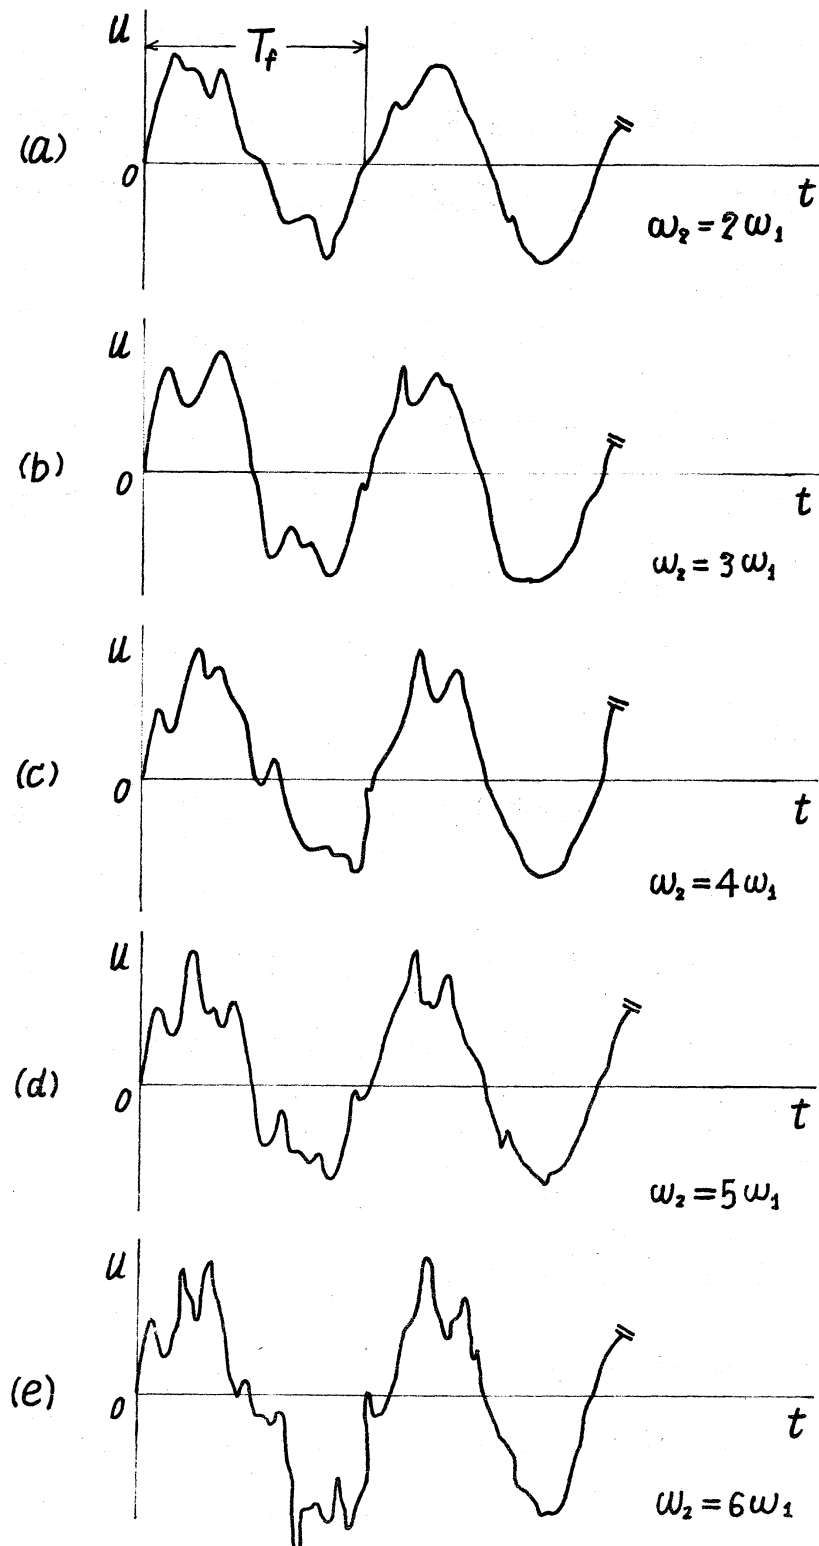 u
T_f
(a)
0
t
ω₂ = 2ω₁
u
(b)
0
t
ω₂ = 3ω₁
u
(c)
0
t
ω₂ = 4ω₁
u
(d)
0
t
ω₂ = 5ω₁
u
(e)
0
t
ω₂ = 6ω₁